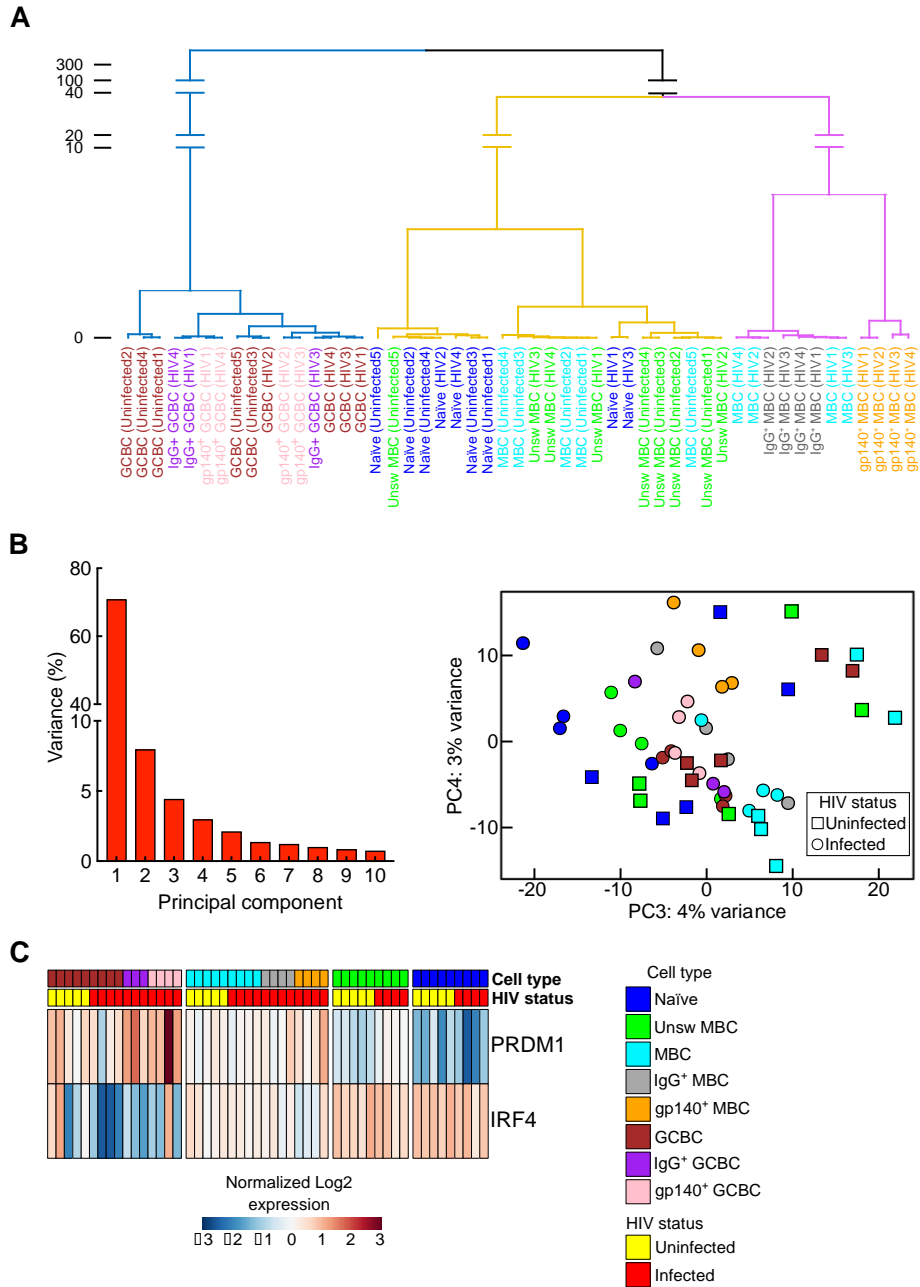 A
300
100
40
20
10
0
GCBC (Uninfected2)
GCBC (Uninfected4)
GCBC (Uninfected1)
IgG+ GCBC (HIV4)
IgG+ GCBC (HIV1)
gp140⁺ GCBC (HIV1)
gp140⁺ GCBC (HIV4)
GCBC (Uninfected5)
GCBC (Uninfected3)
GCBC (HIV2)
gp140⁺ GCBC (HIV2)
gp140⁺ GCBC (HIV3)
IgG+ GCBC (HIV3)
GCBC (HIV4)
GCBC (HIV3)
GCBC (HIV1)
Naïve (Uninfected5)
Unsw MBC (Uninfected5)
Naïve (Uninfected2)
Naïve (Uninfected4)
Naïve (HIV2)
Naïve (HIV4)
Naïve (Uninfected3)
Naïve (Uninfected1)
MBC (Uninfected4)
MBC (Uninfected3)
Unsw MBC (HIV3)
Unsw MBC (HIV4)
MBC (Uninfected2)
MBC (Uninfected1)
Unsw MBC (HIV1)
Naïve (HIV1)
Naïve (HIV3)
Unsw MBC (Uninfected4)
Unsw MBC (Uninfected3)
Unsw MBC (Uninfected2)
MBC (Uninfected5)
Unsw MBC (Uninfected1)
Unsw MBC (HIV2)
MBC (HIV4)
MBC (HIV2)
IgG⁺ MBC (HIV2)
IgG⁺ MBC (HIV3)
IgG⁺ MBC (HIV4)
IgG⁺ MBC (HIV1)
MBC (HIV1)
MBC (HIV3)
gp140⁺ MBC (HIV1)
gp140⁺ MBC (HIV2)
gp140⁺ MBC (HIV3)
gp140⁺ MBC (HIV4)
B
Variance (%)
80
60
40
10
5
0
1 2 3 4 5 6 7 8 9 10
Principal component
PC4: 3% variance
10
0
-10
HIV status
Uninfected
Infected
-20 -10 0 10 20
PC3: 4% variance
C
Cell type
HIV status
PRDM1
IRF4
Normalized Log2
expression
▯3 ▯2 ▯1 0 1 2 3
Cell type
Naïve
Unsw MBC
MBC
IgG⁺ MBC
gp140⁺ MBC
GCBC
IgG⁺ GCBC
gp140⁺ GCBC
HIV status
Uninfected
Infected